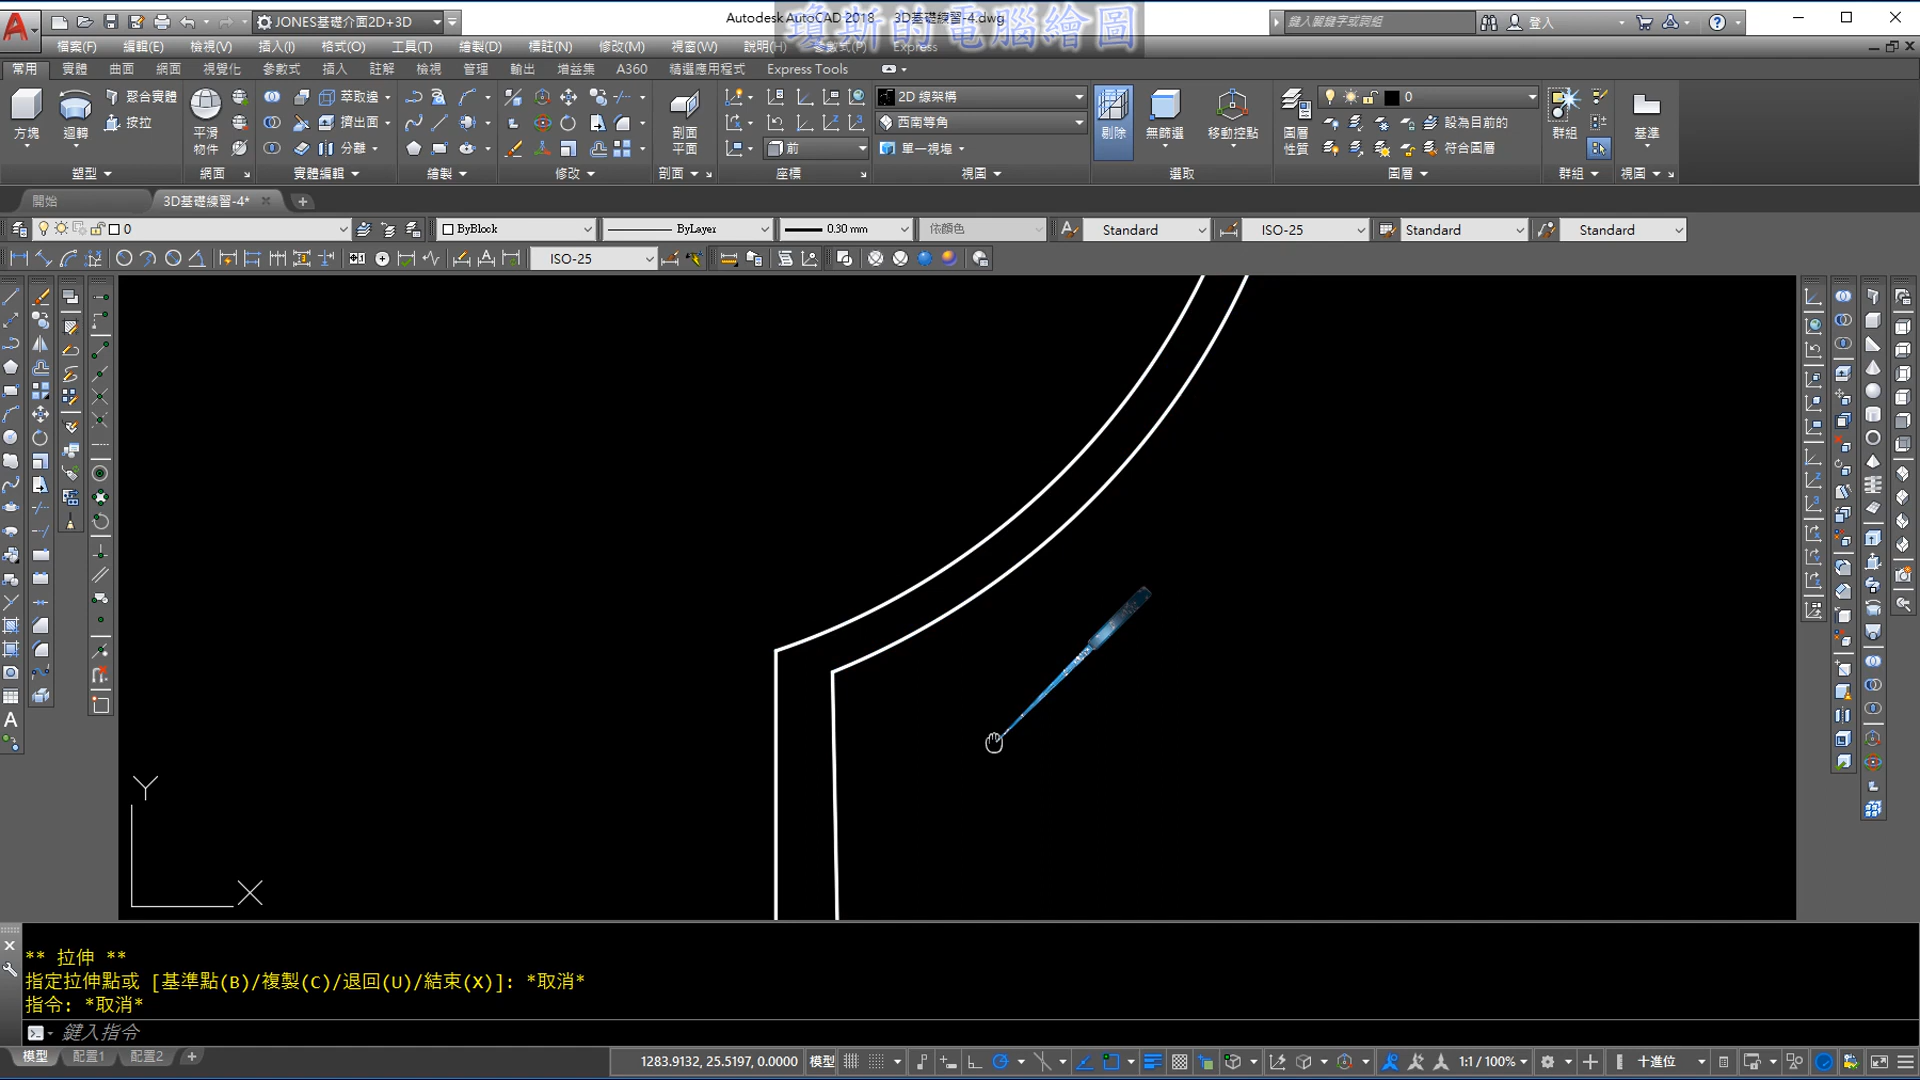 JONES基礎介面2D+3D
Autodesk AutoCAD 2018 3D基礎練習-4.dwg
瓊斯的電腦繪圖
鍵入關鍵字或詞組
登入
檔案(F) 編輯(E) 檢視(V) 插入(I) 格式(O) 工具(T) 繪製(D) 標註(N) 修改(M) 視窗(W) 說明(H) 參數式(P) Express
常用 實體 曲面 網面 視覺化 參數式 插入 註解 檢視 管理 輸出 增益集 A360 精選應用程式 Express Tools
聚合實體
萃取邊
2D 線架構
0
按拉
擠出面
西南等角
設為目前的
方塊 迴轉 平滑 物件 剖面 平面 剔除 無篩選 移動控點 圖層 性質 群組 基準
分離
前
單一視埠
符合圖層
塑型 網面 實體編輯 繪製 修改 剖面 座標 視圖 選取 圖層 群組 視圖
開始 3D基礎練習-4*
0 ByBlock ByLayer 0.30 mm 依顏色 Standard ISO-25 Standard Standard
ISO-25
Y
X
** 拉伸 **
指定拉伸點或 [基準點(B)/複製(C)/退回(U)/結束(X)]: *取消*
指令: *取消*
鍵入指令
模型 配置1 配置2
1283.9132, 25.5197, 0.0000 模型 1:1 / 100% 十進位